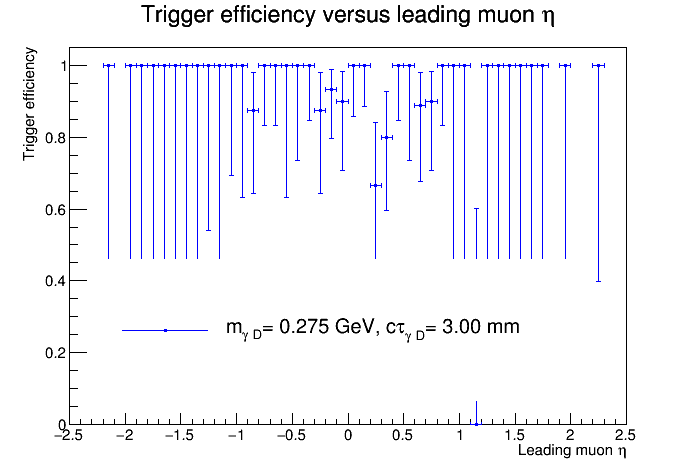 Trigger efficiency versus leading muon η
Trigger efficiency
1
0.8
0.6
0.4
0.2
0
m_γ D = 0.275 GeV, cτ_γ D = 3.00 mm
−2.5 −2 −1.5 −1 −0.5 0 0.5 1 1.5 2 2.5
Leading muon η